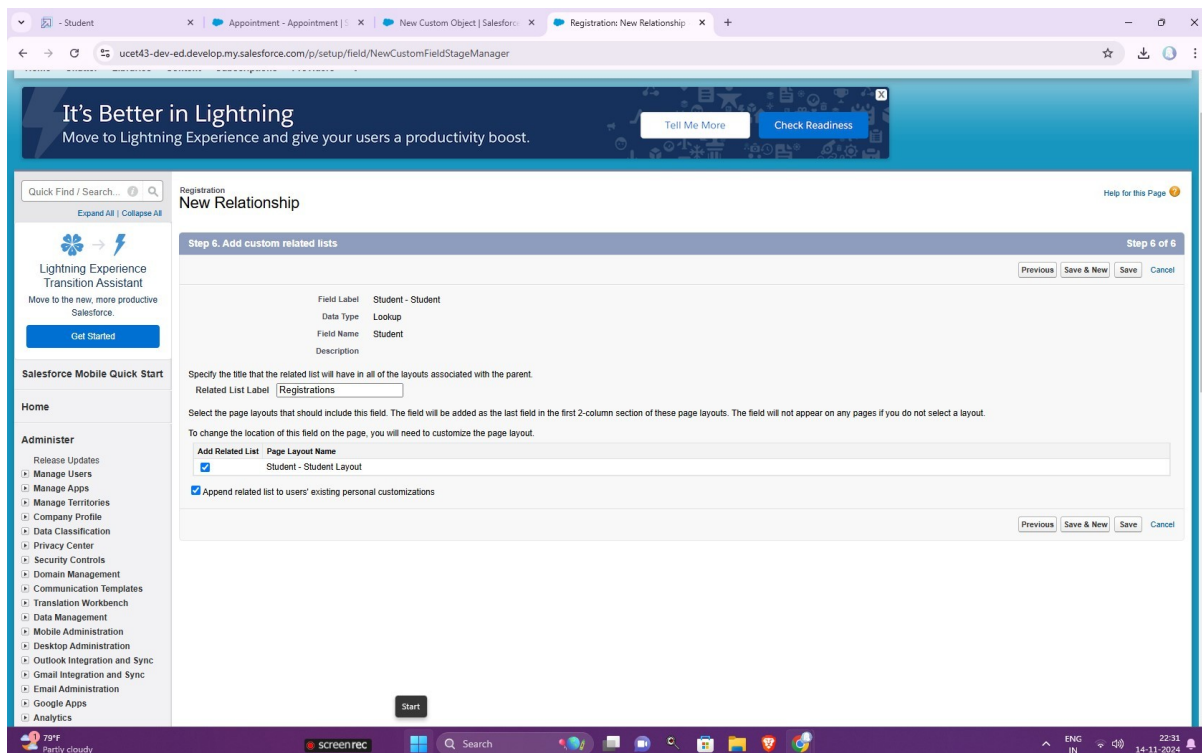 - Student
Appointment - Appointment | S
New Custom Object | Salesforce
Registration: New Relationship
ucet43-dev-ed.develop.my.salesforce.com/p/setup/field/NewCustomFieldStageManager
It's Better in Lightning
Move to Lightning Experience and give your users a productivity boost.
Tell Me More
Check Readiness
X
Quick Find / Search...
Expand All | Collapse All
Lightning Experience
Transition Assistant
Move to the new, more productive
Salesforce.
Get Started
Salesforce Mobile Quick Start
Home
Administer
Release Updates
Manage Users
Manage Apps
Manage Territories
Company Profile
Data Classification
Privacy Center
Security Controls
Domain Management
Communication Templates
Translation Workbench
Data Management
Mobile Administration
Desktop Administration
Outlook Integration and Sync
Gmail Integration and Sync
Email Administration
Google Apps
Analytics
Registration
New Relationship
Help for this Page
Step 6. Add custom related lists Step 6 of 6
Previous Save & New Save Cancel
Field Label Student - Student
Data Type Lookup
Field Name Student
Description
Specify the title that the related list will have in all of the layouts associated with the parent.
Related List Label Registrations
Select the page layouts that should include this field. The field will be added as the last field in the first 2-column section of these page layouts. The field will not appear on any pages if you do not select a layout.
To change the location of this field on the page, you will need to customize the page layout.
Add Related List Page Layout Name
Student - Student Layout
Append related list to users' existing personal customizations
Previous Save & New Save Cancel
Start
1
79°F
Partly cloudy
screenrec
Search
ENG
IN
22:31
14-11-2024